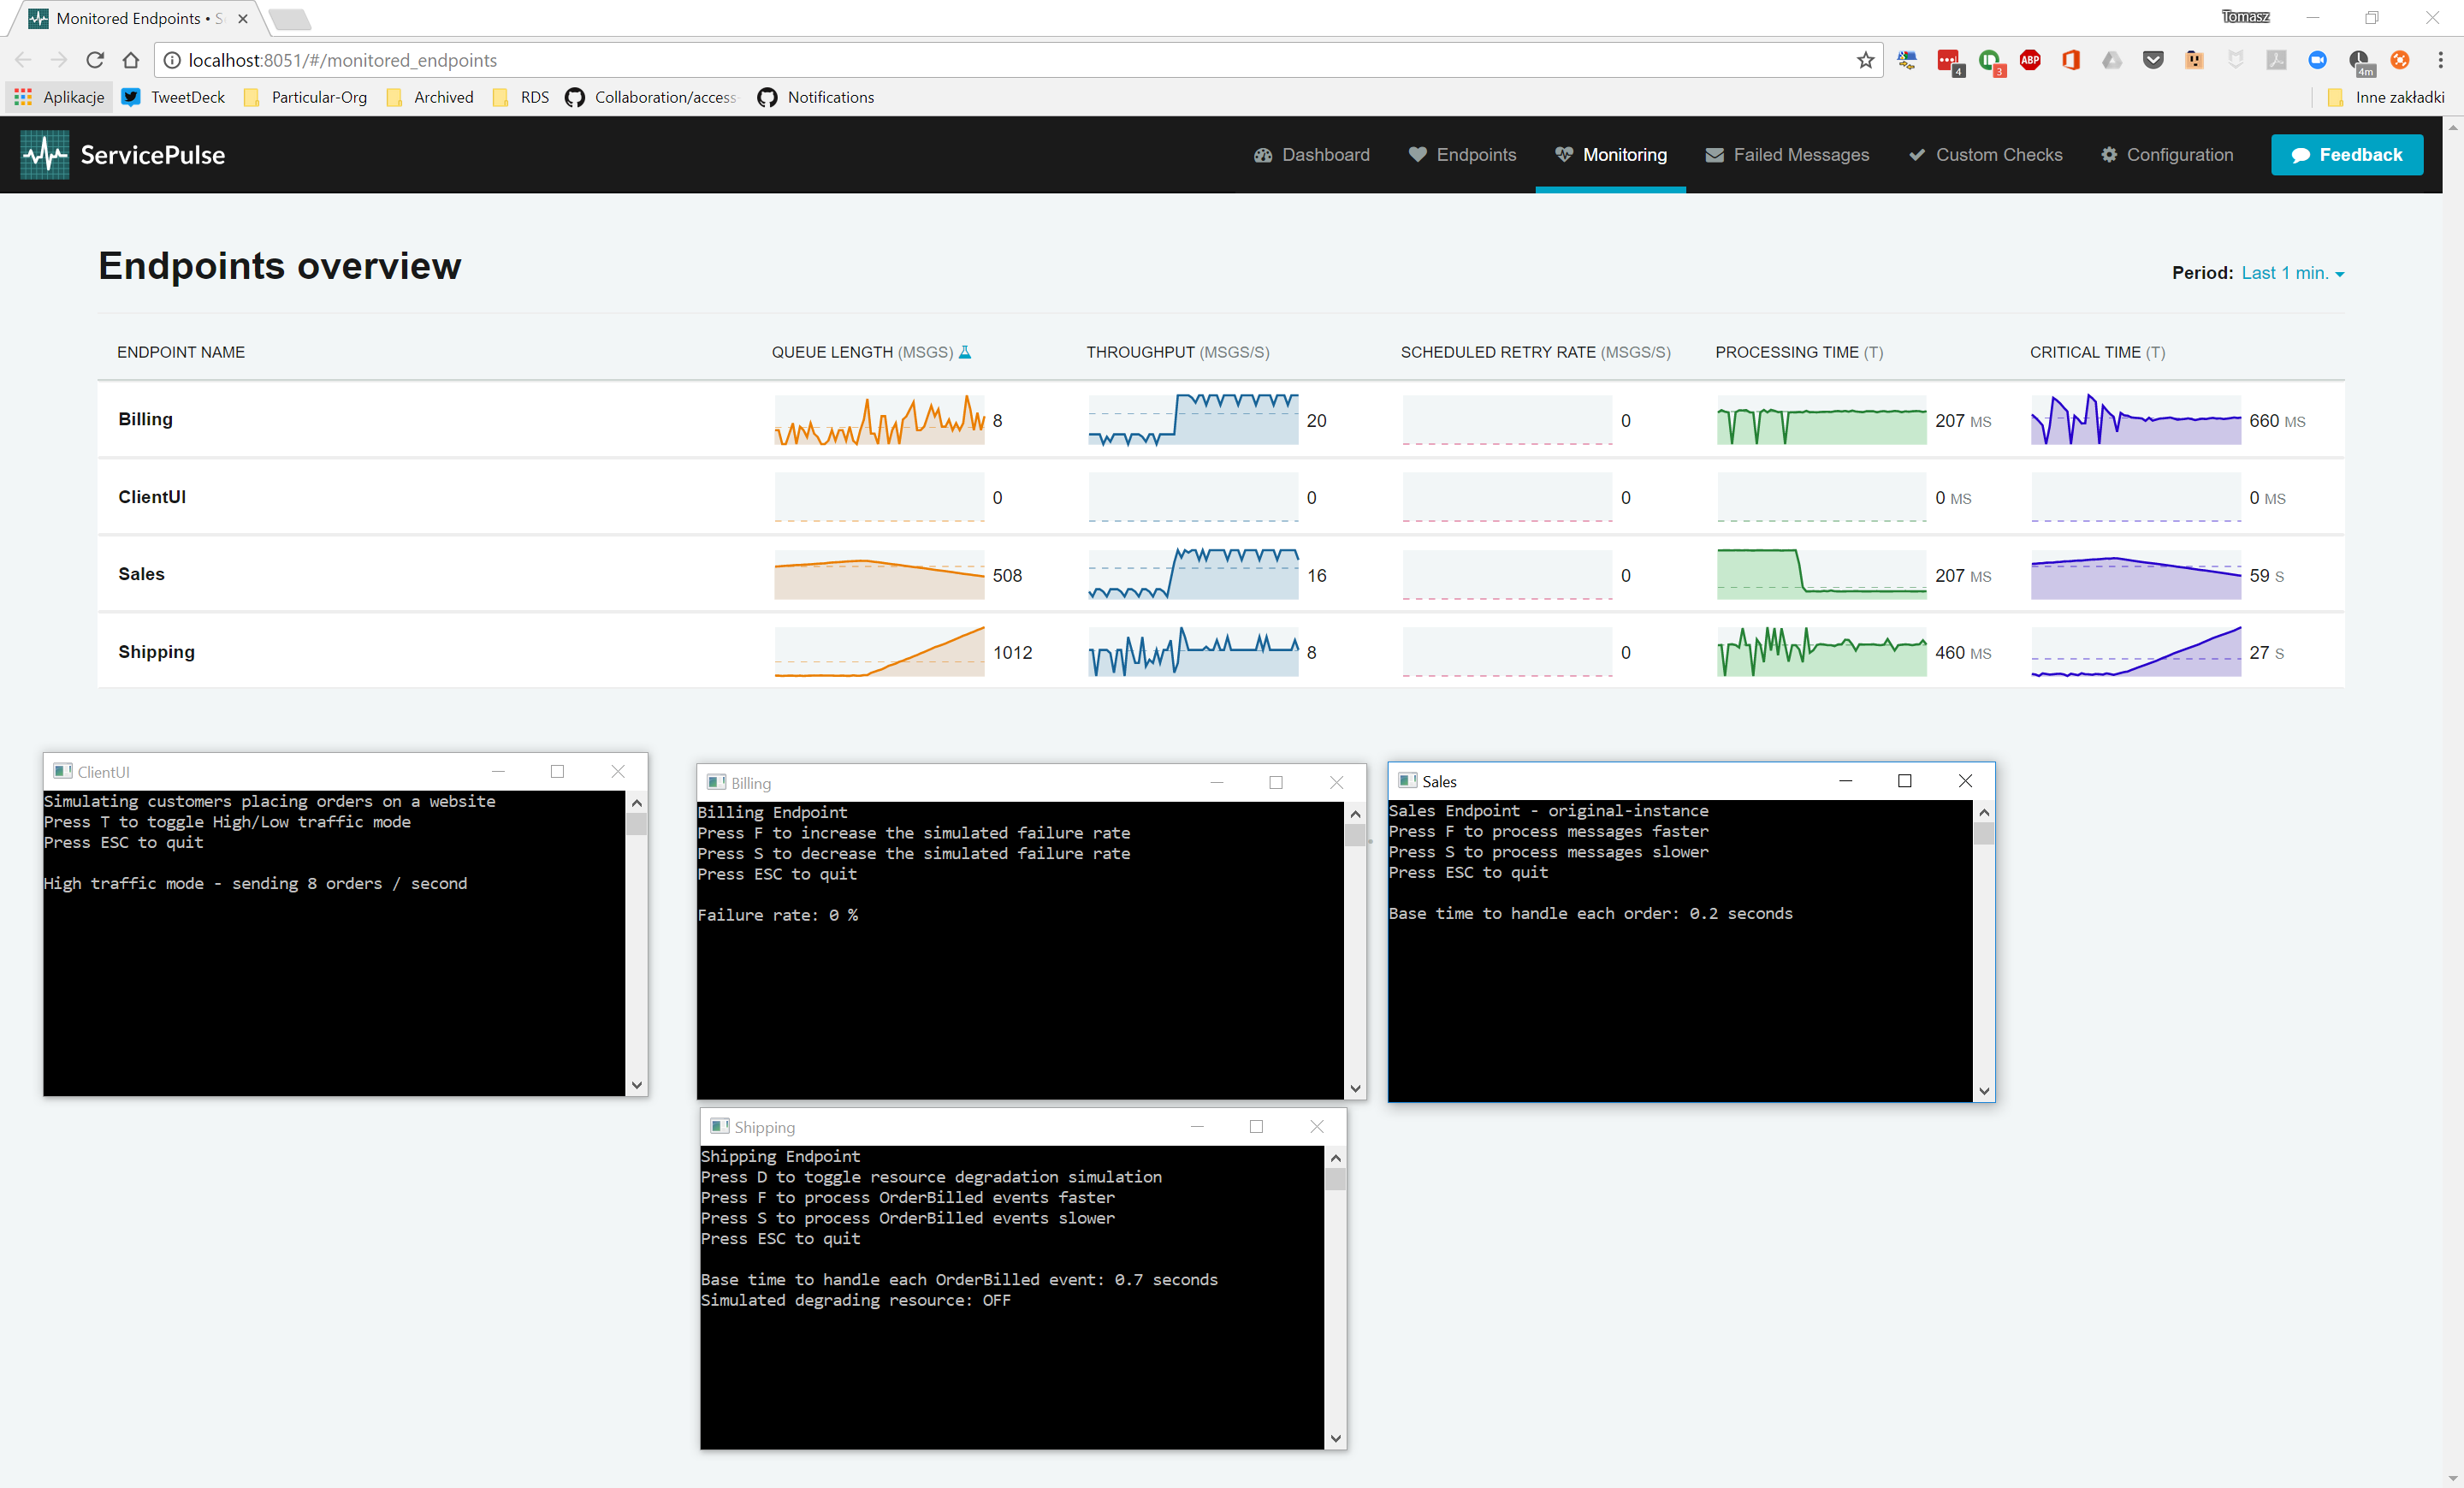 Monitored Endpoints • S
Tomasz
localhost:8051/#/monitored_endpoints
4
3
ABP
4m
Aplikacje
TweetDeck
Particular-Org
Archived
RDS
Collaboration/access
Notifications
Inne zakładki
ServicePulse
Dashboard
Endpoints
Monitoring
Failed Messages
Custom Checks
Configuration
Feedback
Endpoints overview
Period: Last 1 min.
ENDPOINT NAME
QUEUE LENGTH (MSGS)
THROUGHPUT (MSGS/S)
SCHEDULED RETRY RATE (MSGS/S)
PROCESSING TIME (T)
CRITICAL TIME (T)
Billing
8
20
0
207 MS
660 MS
ClientUI
0
0
0
0 MS
0 MS
Sales
508
16
0
207 MS
59 S
Shipping
1012
8
0
460 MS
27 S
ClientUI
Simulating customers placing orders on a website
Press T to toggle High/Low traffic mode
Press ESC to quit
High traffic mode - sending 8 orders / second
Billing
Billing Endpoint
Press F to increase the simulated failure rate
Press S to decrease the simulated failure rate
Press ESC to quit
Failure rate: 0 %
Sales
Sales Endpoint - original-instance
Press F to process messages faster
Press S to process messages slower
Press ESC to quit
Base time to handle each order: 0.2 seconds
Shipping
Shipping Endpoint
Press D to toggle resource degradation simulation
Press F to process OrderBilled events faster
Press S to process OrderBilled events slower
Press ESC to quit
Base time to handle each OrderBilled event: 0.7 seconds
Simulated degrading resource: OFF